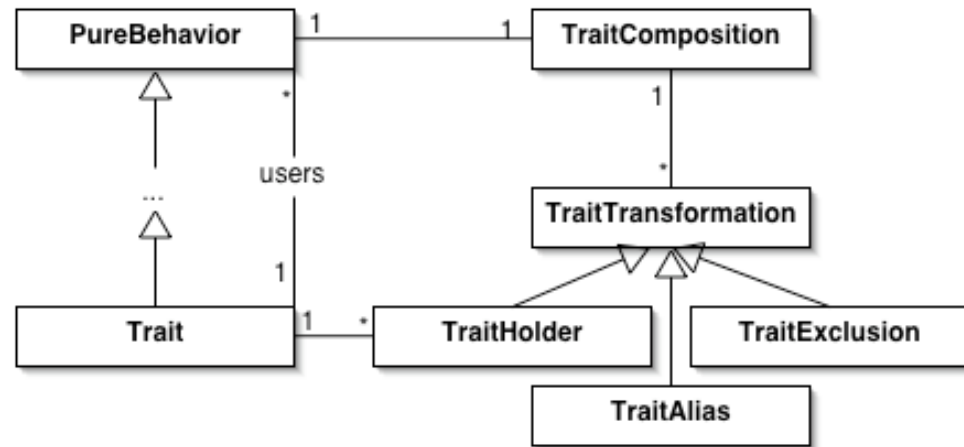 PureBehavior
1
1
TraitComposition
*
1
users
...
*
TraitTransformation
1
Trait
1
*
TraitHolder
TraitExclusion
TraitAlias